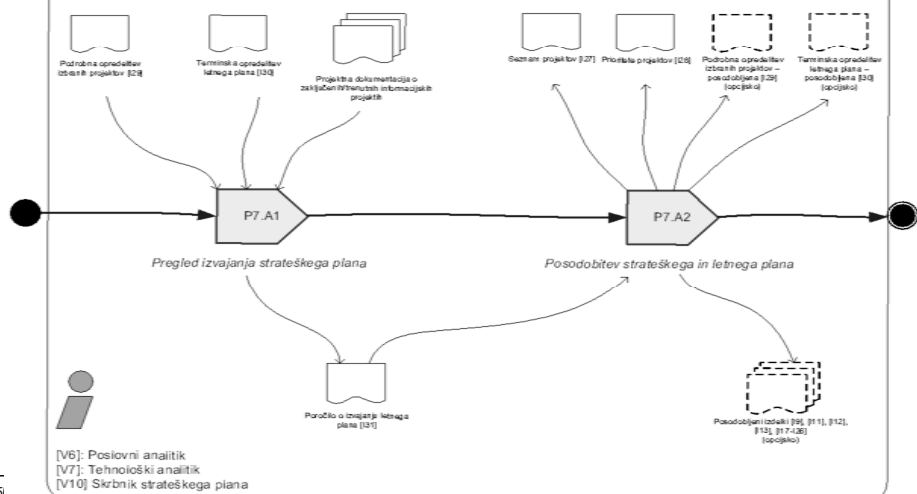 Podrobna opredelitev
izbranih projektov [I29]
Terminska opredelitev
letnega plana [I30]
Projektna dokumentacija o
zaključenih/trenutnih informacijskih
projektih
Seznam projektov [I27]
Prioritete projektov [I26]
Podrobna opredelitev
izbranih projektov –
posodobljena [I29]
(opcijsko)
Terminska opredelitev
letnega plana –
posodobljena [I30]
(opcijsko)
P7.A1
P7.A2
Pregled izvajanja strateškega plana
Posodobitev strateškega in letnega plana
Poročilo o izvajanju letnega
plana [I31]
Posodobljeni izdelki [I9], [I11], [I12],
[I13], [I17-I26]
(opcijsko)
[V6]: Poslovni analitik
[V7]: Tehnološki analitik
[V10] Skrbnik strateškega plana